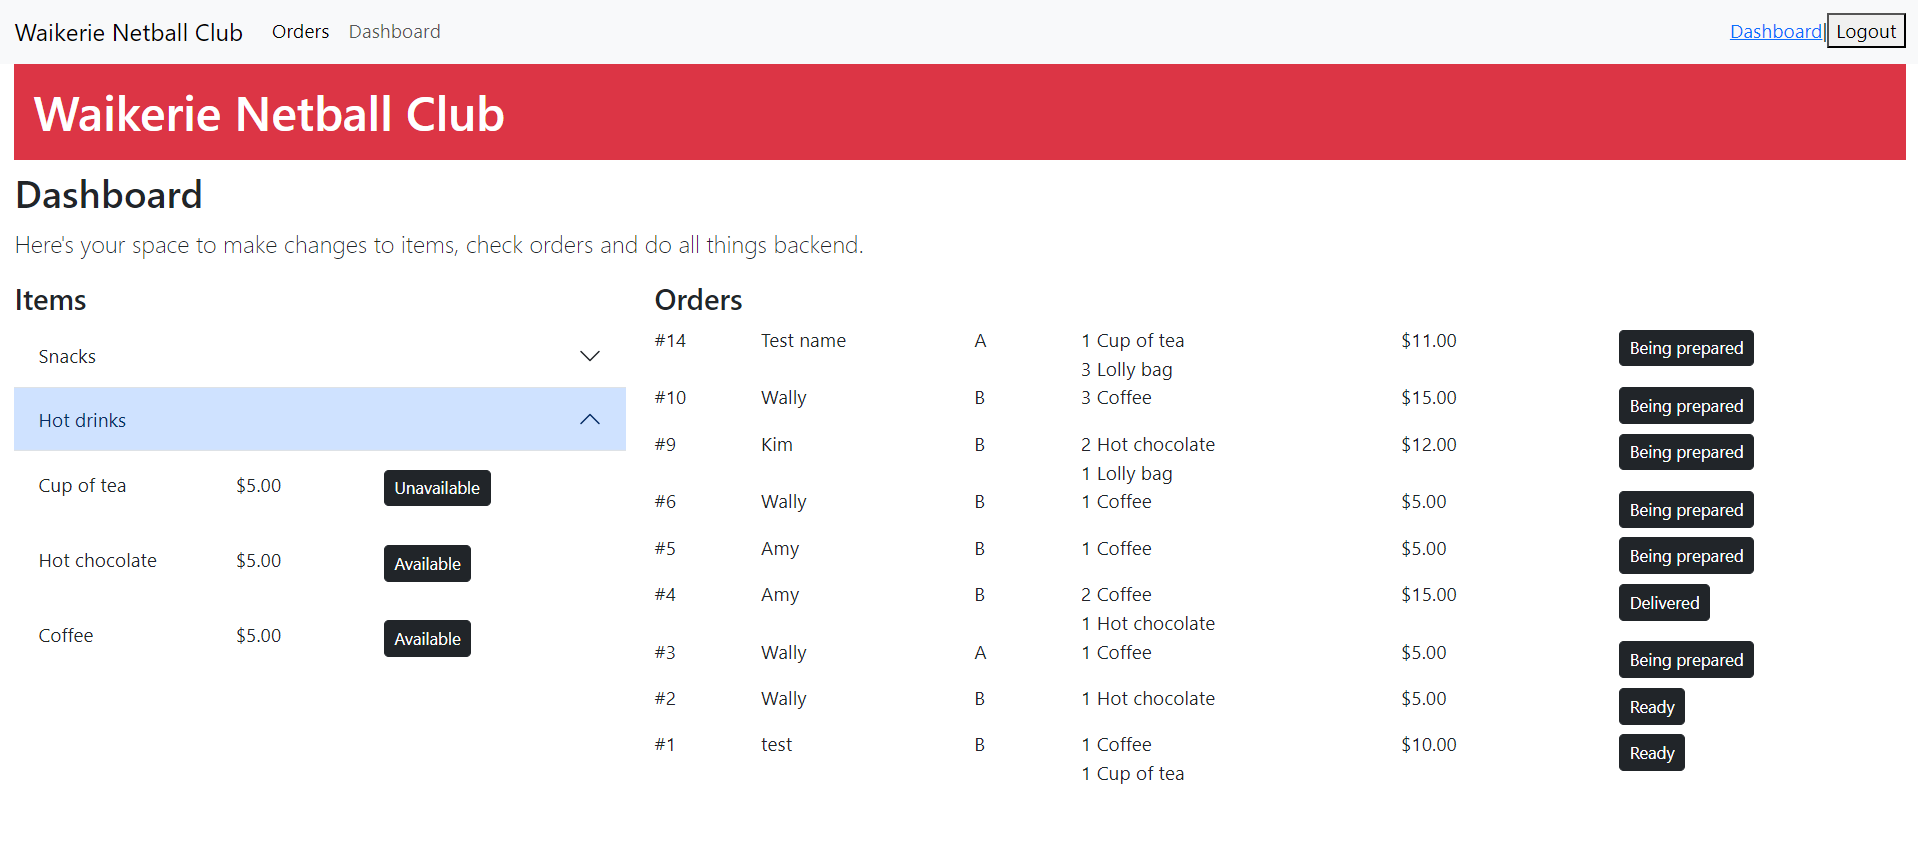 Waikerie Netball Club Orders Dashboard Dashboard| Logout
Waikerie Netball Club
Dashboard
Here's your space to make changes to items, check orders and do all things backend.
Items
Snacks
Hot drinks
Cup of tea $5.00 Unavailable
Hot chocolate $5.00 Available
Coffee $5.00 Available
Orders
#14 Test name A 1 Cup of tea $11.00 Being prepared
3 Lolly bag
#10 Wally B 3 Coffee $15.00 Being prepared
#9 Kim B 2 Hot chocolate $12.00 Being prepared
1 Lolly bag
#6 Wally B 1 Coffee $5.00 Being prepared
#5 Amy B 1 Coffee $5.00 Being prepared
#4 Amy B 2 Coffee $15.00 Delivered
1 Hot chocolate
#3 Wally A 1 Coffee $5.00 Being prepared
#2 Wally B 1 Hot chocolate $5.00 Ready
#1 test B 1 Coffee $10.00 Ready
1 Cup of tea